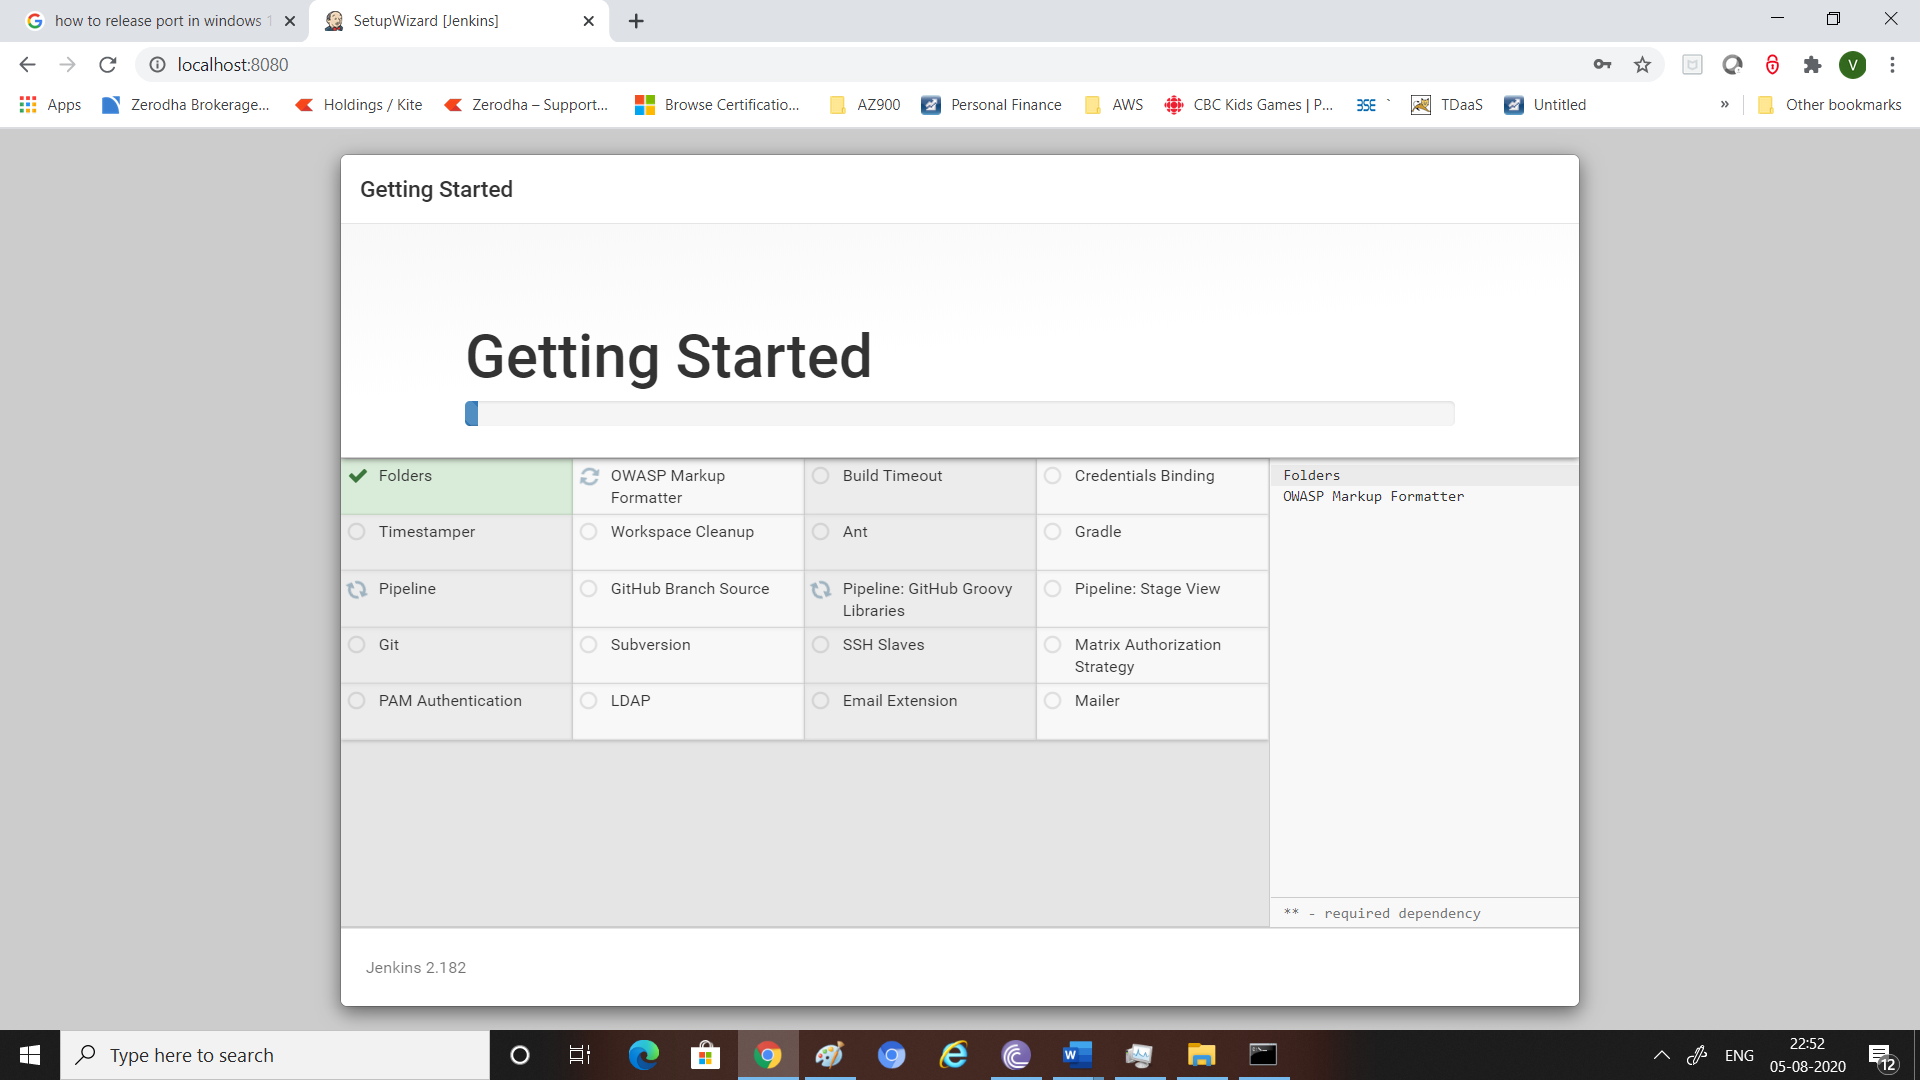 how to release port in windows 1
SetupWizard [Jenkins]
localhost:8080
V
Apps
Zerodha Brokerage...
Holdings / Kite
Zerodha – Support...
Browse Certificatio...
AZ900
Personal Finance
AWS
CBC Kids Games | P...
BSE `
TDaaS
Untitled
»
Other bookmarks
Getting Started
Getting Started
Folders
OWASP Markup
Formatter
Build Timeout
Credentials Binding
Timestamper
Workspace Cleanup
Ant
Gradle
Pipeline
GitHub Branch Source
Pipeline: GitHub Groovy
Libraries
Pipeline: Stage View
Git
Subversion
SSH Slaves
Matrix Authorization
Strategy
PAM Authentication
LDAP
Email Extension
Mailer
Folders
OWASP Markup Formatter
** - required dependency
Jenkins 2.182
Type here to search
ENG
22:52
05-08-2020
12